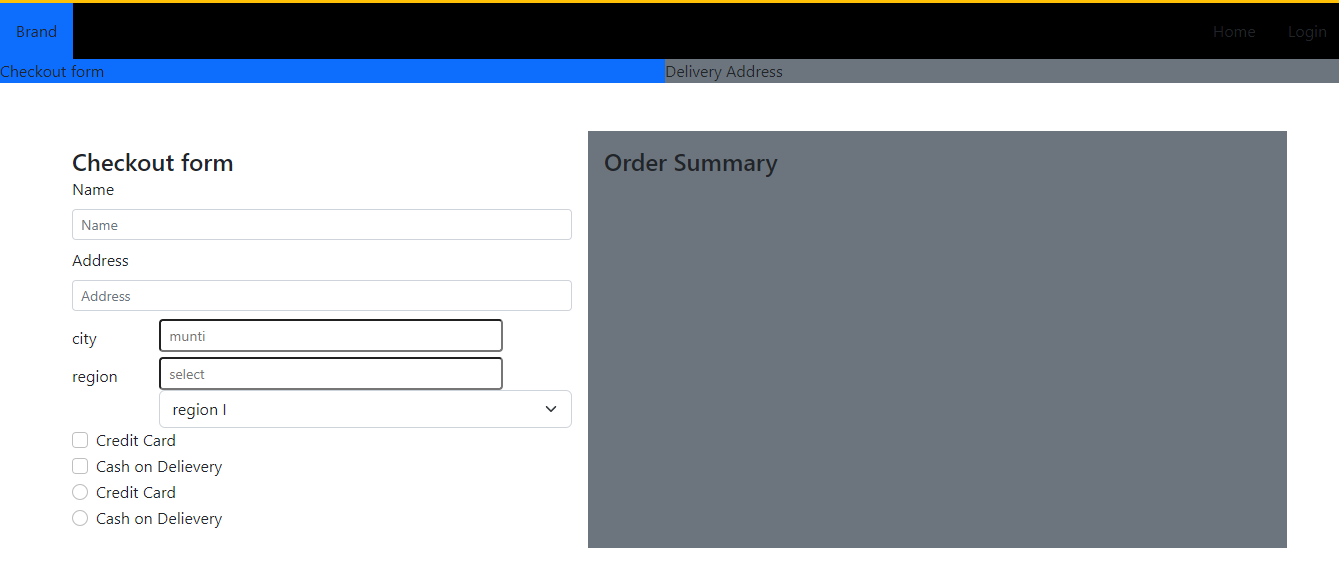 Brand Home Login
Checkout form Delivery Address
Checkout form
Name
Name
Address
Address
city munti
region select
region I
Credit Card
Cash on Delievery
Credit Card
Cash on Delievery
Order Summary